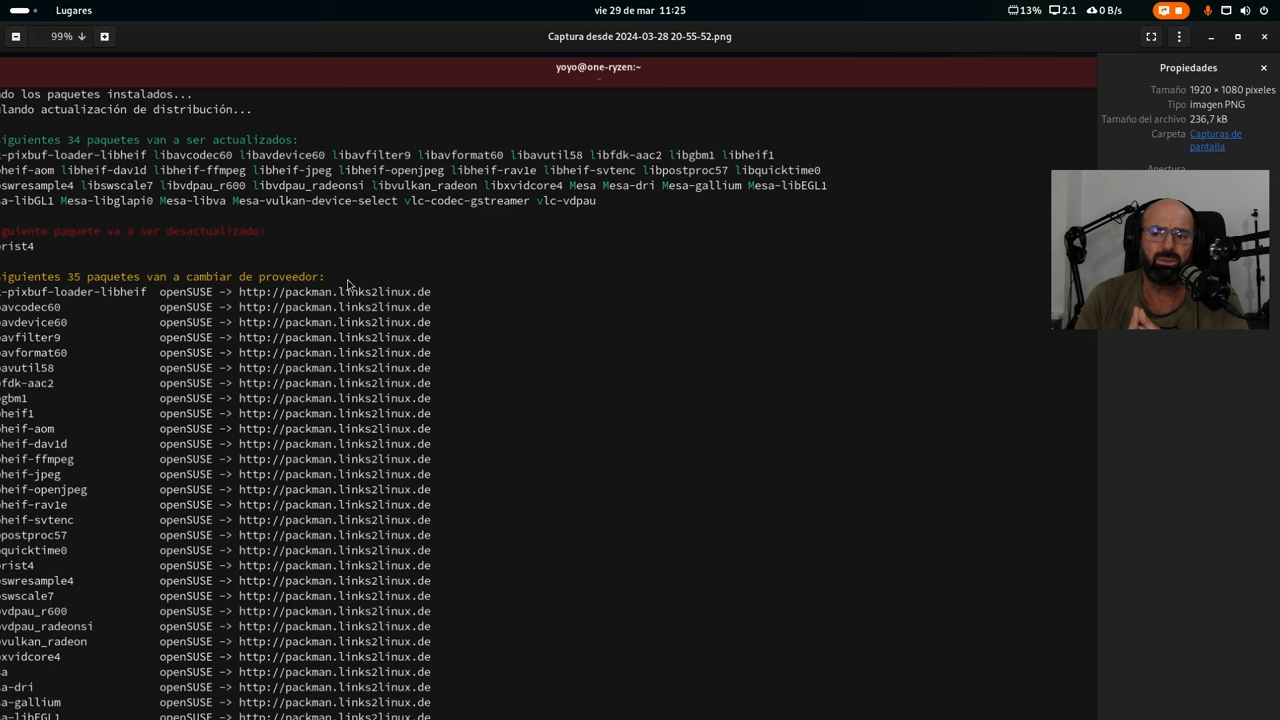 Lugares
vie 29 de mar 11:25
13% 2.1 0 B/s
99%
Captura desde 2024-03-28 20-55-52.png
yoyo@one-ryzen:~
ndo los paquetes instalados...
lando actualización de distribución...
siguientes 34 paquetes van a ser actualizados:
-pixbuf-loader-libheif libavcodec60 libavdevice60 libavfilter9 libavformat60 libavutil58 libfdk-aac2 libgbm1 libheif1
heif-aom libheif-dav1d libheif-ffmpeg libheif-jpeg libheif-openjpeg libheif-rav1e libheif-svtenc libpostproc57 libquicktime0
swresample4 libswscale7 libvdpau_r600 libvdpau_radeonsi libvulkan_radeon libxvidcore4 Mesa Mesa-dri Mesa-gallium Mesa-libEGL1
sa-libGL1 Mesa-libglapi0 Mesa-libva Mesa-vulkan-device-select vlc-codec-gstreamer vlc-vdpau
guiente paquete va a ser desactualizado:
rist4
siguientes 35 paquetes van a cambiar de proveedor:
-pixbuf-loader-libheif openSUSE -> http://packman.links2linux.de
avcodec60 openSUSE -> http://packman.links2linux.de
avdevice60 openSUSE -> http://packman.links2linux.de
avfilter9 openSUSE -> http://packman.links2linux.de
avformat60 openSUSE -> http://packman.links2linux.de
avutil58 openSUSE -> http://packman.links2linux.de
fdk-aac2 openSUSE -> http://packman.links2linux.de
gbm1 openSUSE -> http://packman.links2linux.de
heif1 openSUSE -> http://packman.links2linux.de
heif-aom openSUSE -> http://packman.links2linux.de
heif-dav1d openSUSE -> http://packman.links2linux.de
heif-ffmpeg openSUSE -> http://packman.links2linux.de
heif-jpeg openSUSE -> http://packman.links2linux.de
heif-openjpeg openSUSE -> http://packman.links2linux.de
heif-rav1e openSUSE -> http://packman.links2linux.de
heif-svtenc openSUSE -> http://packman.links2linux.de
postproc57 openSUSE -> http://packman.links2linux.de
quicktime0 openSUSE -> http://packman.links2linux.de
rist4 openSUSE -> http://packman.links2linux.de
swresample4 openSUSE -> http://packman.links2linux.de
swscale7 openSUSE -> http://packman.links2linux.de
vdpau_r600 openSUSE -> http://packman.links2linux.de
vdpau_radeonsi openSUSE -> http://packman.links2linux.de
vulkan_radeon openSUSE -> http://packman.links2linux.de
xvidcore4 openSUSE -> http://packman.links2linux.de
sa openSUSE -> http://packman.links2linux.de
sa-dri openSUSE -> http://packman.links2linux.de
sa-gallium openSUSE -> http://packman.links2linux.de
sa-libEGL1 openSUSE -> http://packman.links2linux.de
Propiedades
Tamaño 1920 × 1080 píxeles
Tipo imagen PNG
Tamaño del archivo 236,7 kB
Carpeta Capturas de
pantalla
Apertura